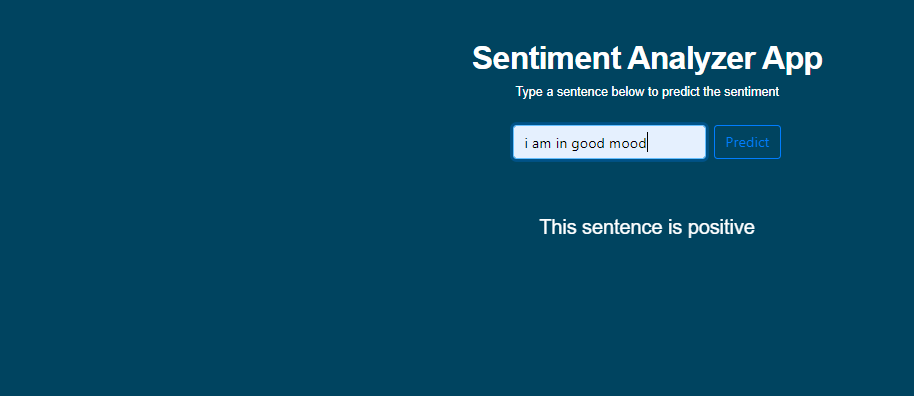 Sentiment Analyzer App
Type a sentence below to predict the sentiment
i am in good mood Predict
This sentence is positive